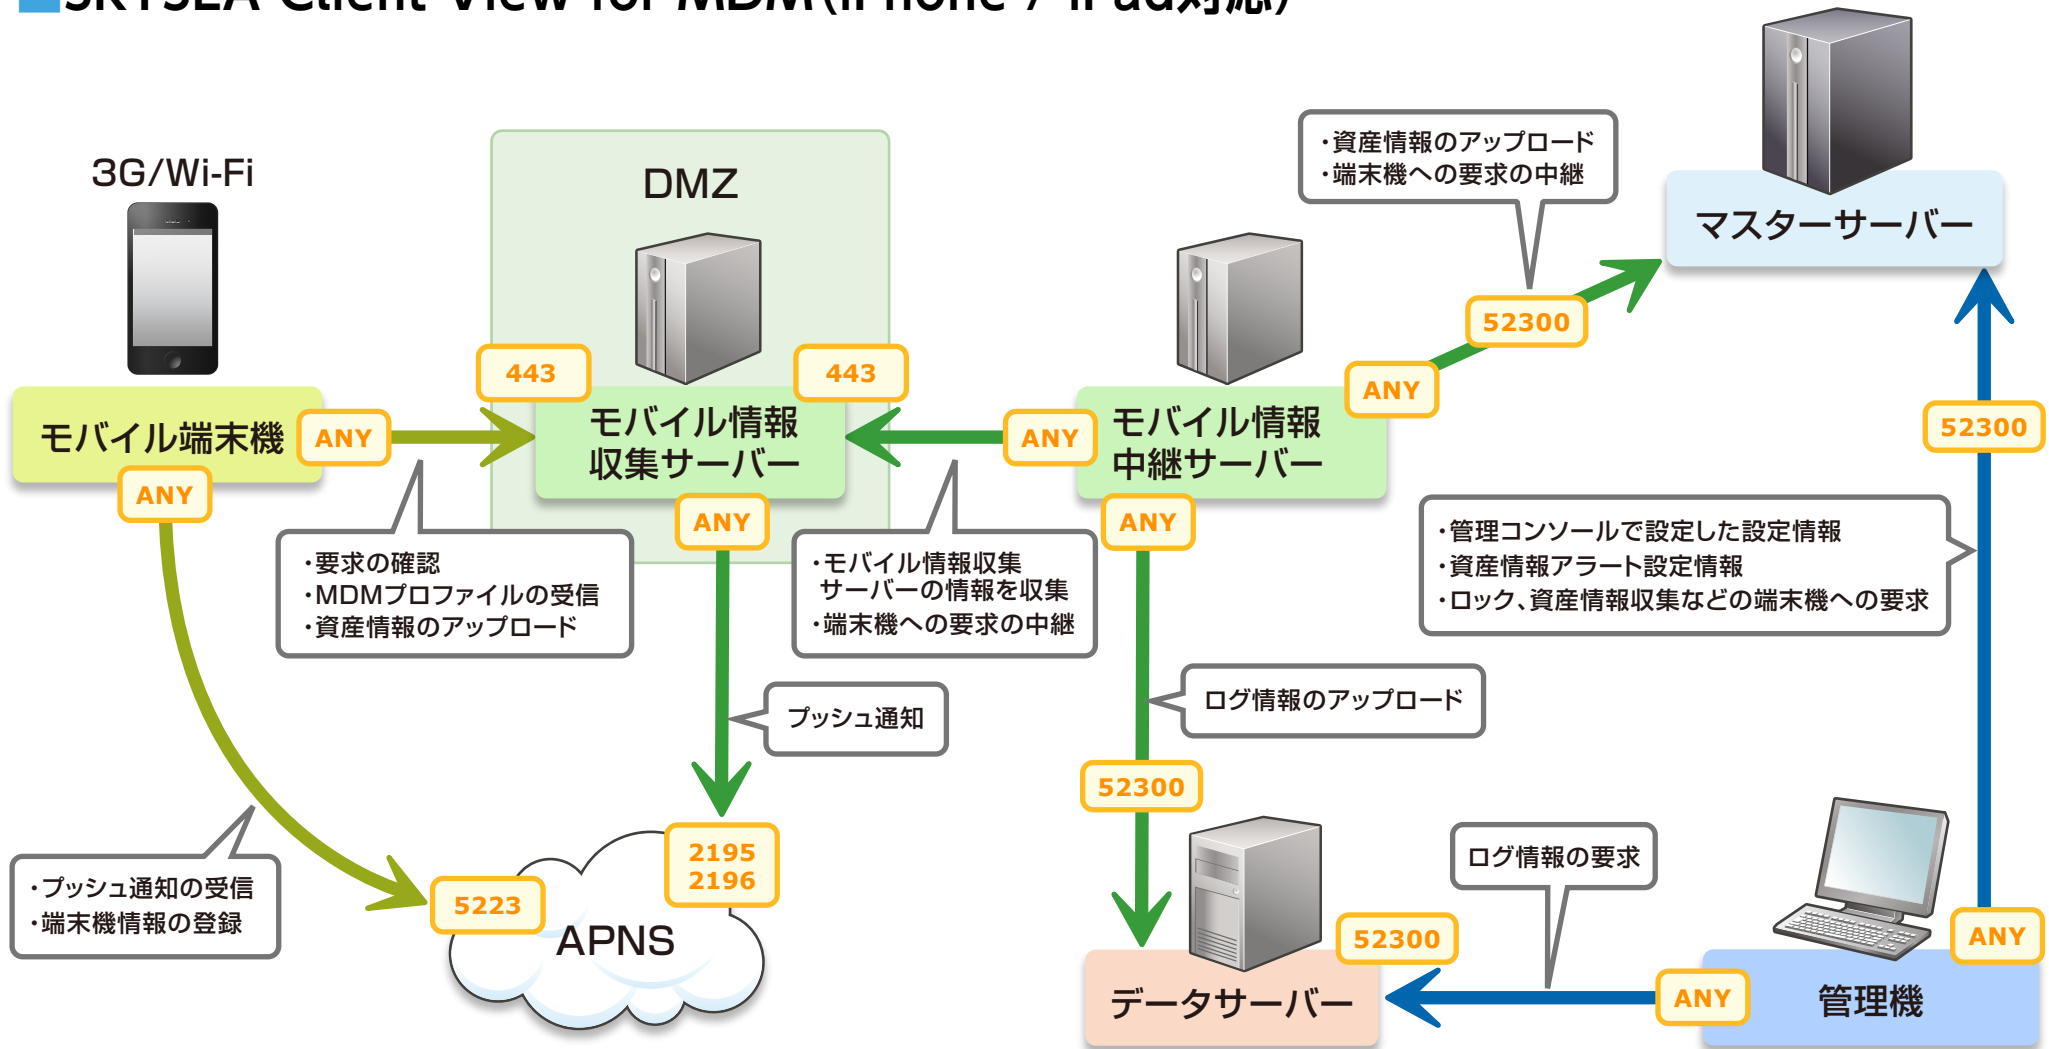 ■SKYSEA Client View for MDM(iPhone / iPad対応)
3G/Wi-Fi
モバイル端末機
ANY
ANY
DMZ
443
443
モバイル情報
収集サーバー
ANY
ANY
モバイル情報
中継サーバー
ANY
ANY
52300
・資産情報のアップロード
・端末機への要求の中継
マスターサーバー
52300
・要求の確認
・MDMプロファイルの受信
・資産情報のアップロード
・モバイル情報収集
サーバーの情報を収集
・端末機への要求の中継
・管理コンソールで設定した設定情報
・資産情報アラート設定情報
・ロック、資産情報収集などの端末機への要求
プッシュ通知
ログ情報のアップロード
52300
・プッシュ通知の受信
・端末機情報の登録
5223
2195
2196
APNS
ログ情報の要求
52300
データサーバー
ANY
ANY
管理機